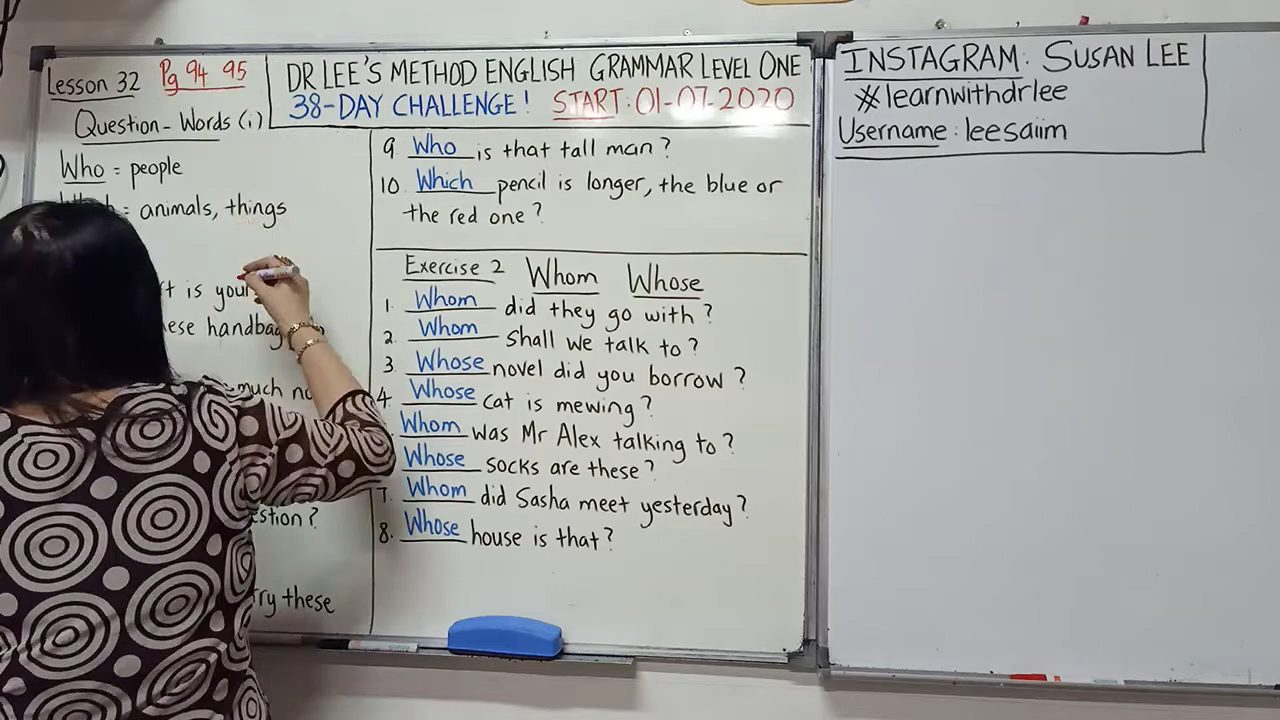 Lesson 32 Pg 94 95
Question-Words (1)
Who = people
= animals, things
t is your
ese handbag
much
estion?
rry these
DR LEE'S METHOD ENGLISH GRAMMAR LEVEL ONE
38-DAY CHALLENGE! START: 01-07-2020
9. Who is that tall man?
10. Which pencil is longer, the blue or
the red one?
Exercise 2 Whom Whose
1. Whom did they go with?
2. Whom shall we talk to?
3. Whose novel did you borrow?
4. Whose cat is mewing?
Whom was Mr Alex talking to?
Whose socks are these?
7. Whom did Sasha meet yesterday?
8. Whose house is that?
INSTAGRAM: SUSAN LEE
#learnwithdrlee
Username: leesaiim